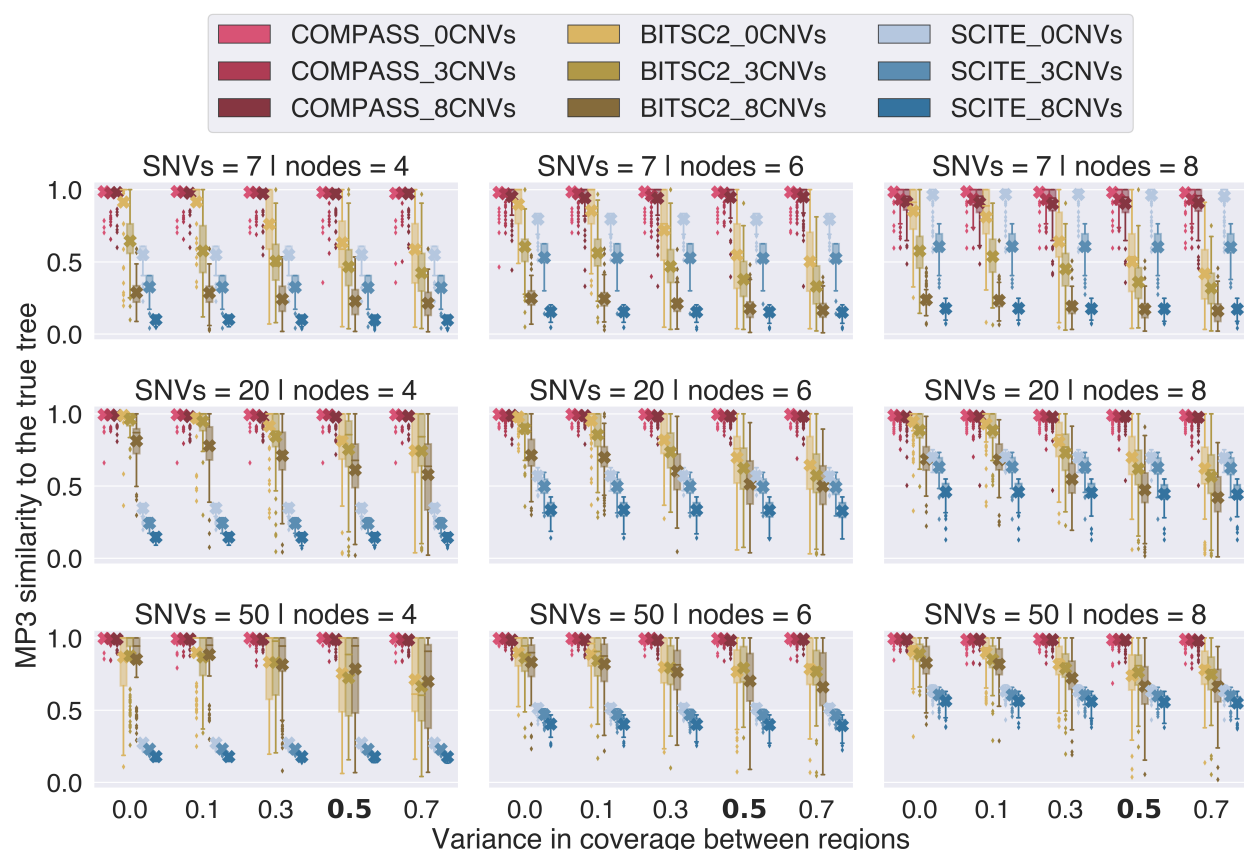 COMPASS_0CNVs BITSC2_0CNVs SCITE_0CNVs
COMPASS_3CNVs BITSC2_3CNVs SCITE_3CNVs
COMPASS_8CNVs BITSC2_8CNVs SCITE_8CNVs
MP3 similarity to the true tree
SNVs = 7 | nodes = 4 SNVs = 7 | nodes = 6 SNVs = 7 | nodes = 8
1.0
0.5
0.0
SNVs = 20 | nodes = 4 SNVs = 20 | nodes = 6 SNVs = 20 | nodes = 8
1.0
0.5
0.0
SNVs = 50 | nodes = 4 SNVs = 50 | nodes = 6 SNVs = 50 | nodes = 8
1.0
0.5
0.0
0.0 0.1 0.3 0.5 0.7 0.0 0.1 0.3 0.5 0.7 0.0 0.1 0.3 0.5 0.7
Variance in coverage between regions